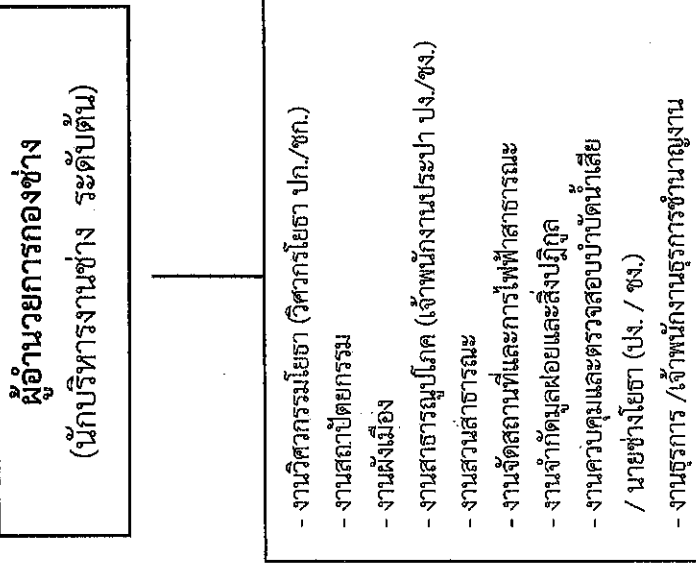 ผู้อำนวยการกองช่าง
(นักบริหารงานช่าง ระดับต้น)
- งานวิศวกรรมโยธา (วิศวกรโยธา ปก./ชก.)
- งานสถาปัตยกรรม
- งานผังเมือง
- งานสาธารณูปโภค (เจ้าพนักงานประปา ปง./ชง.)
- งานสวนสาธารณะ
- งานจัดสถานที่และการไฟฟ้าสาธารณะ
- งานจำกัดมูลฝอยและสิ่งปฏิกูล
- งานควบคุมและตรวจสอบบำบัดน้ำเสีย
/ นายช่างโยธา (ปง. / ชง.)
- งานธุรการ /เจ้าพนักงานธุรการชำนาญงาน